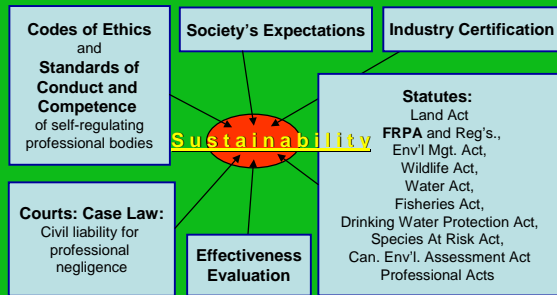 Codes of Ethics
and
Standards of
Conduct and
Competence
of self-regulating
professional bodies
Society's Expectations
Industry Certification
Sustainability
Statutes:
Land Act
FRPA and Reg's.,
Env'l Mgt. Act,
Wildlife Act,
Water Act,
Fisheries Act,
Drinking Water Protection Act,
Species At Risk Act,
Can. Env'l. Assessment Act
Professional Acts
Courts: Case Law:
Civil liability for
professional
negligence
Effectiveness
Evaluation